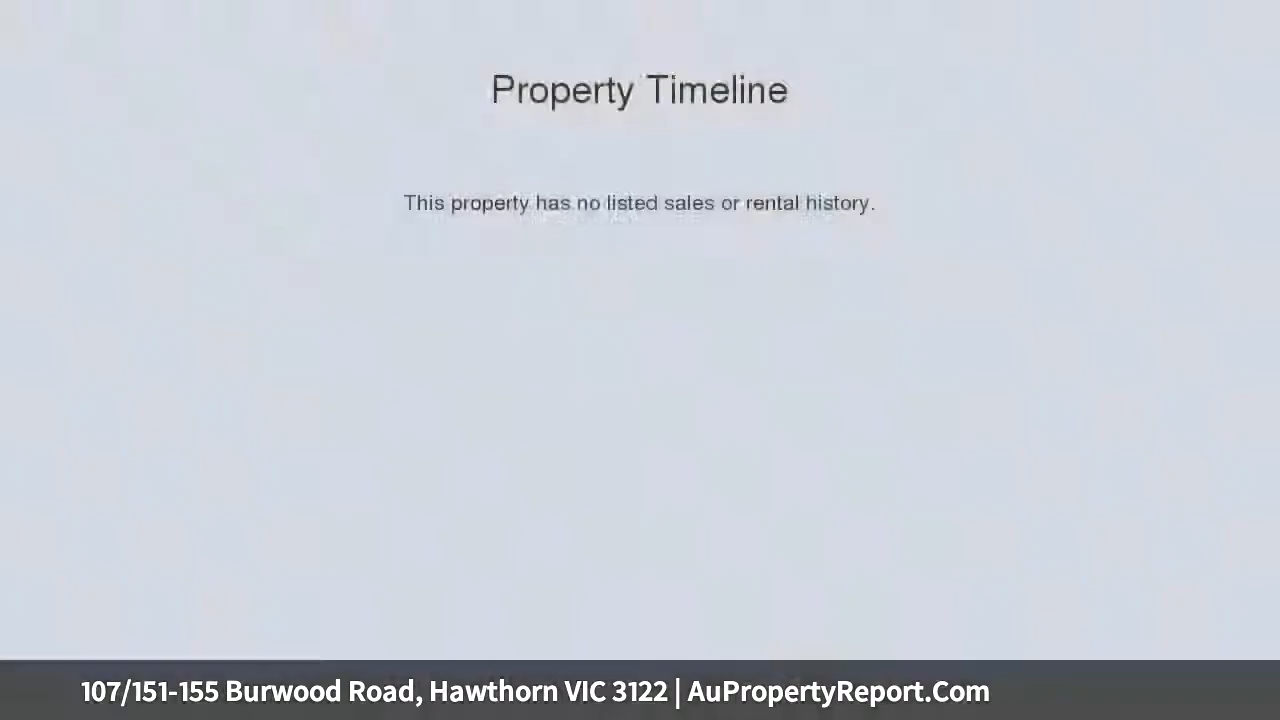 Property Timeline
This property has no listed sales or rental history.
107/151-155 Burwood Road, Hawthorn VIC 3122 | AuPropertyReport.Com